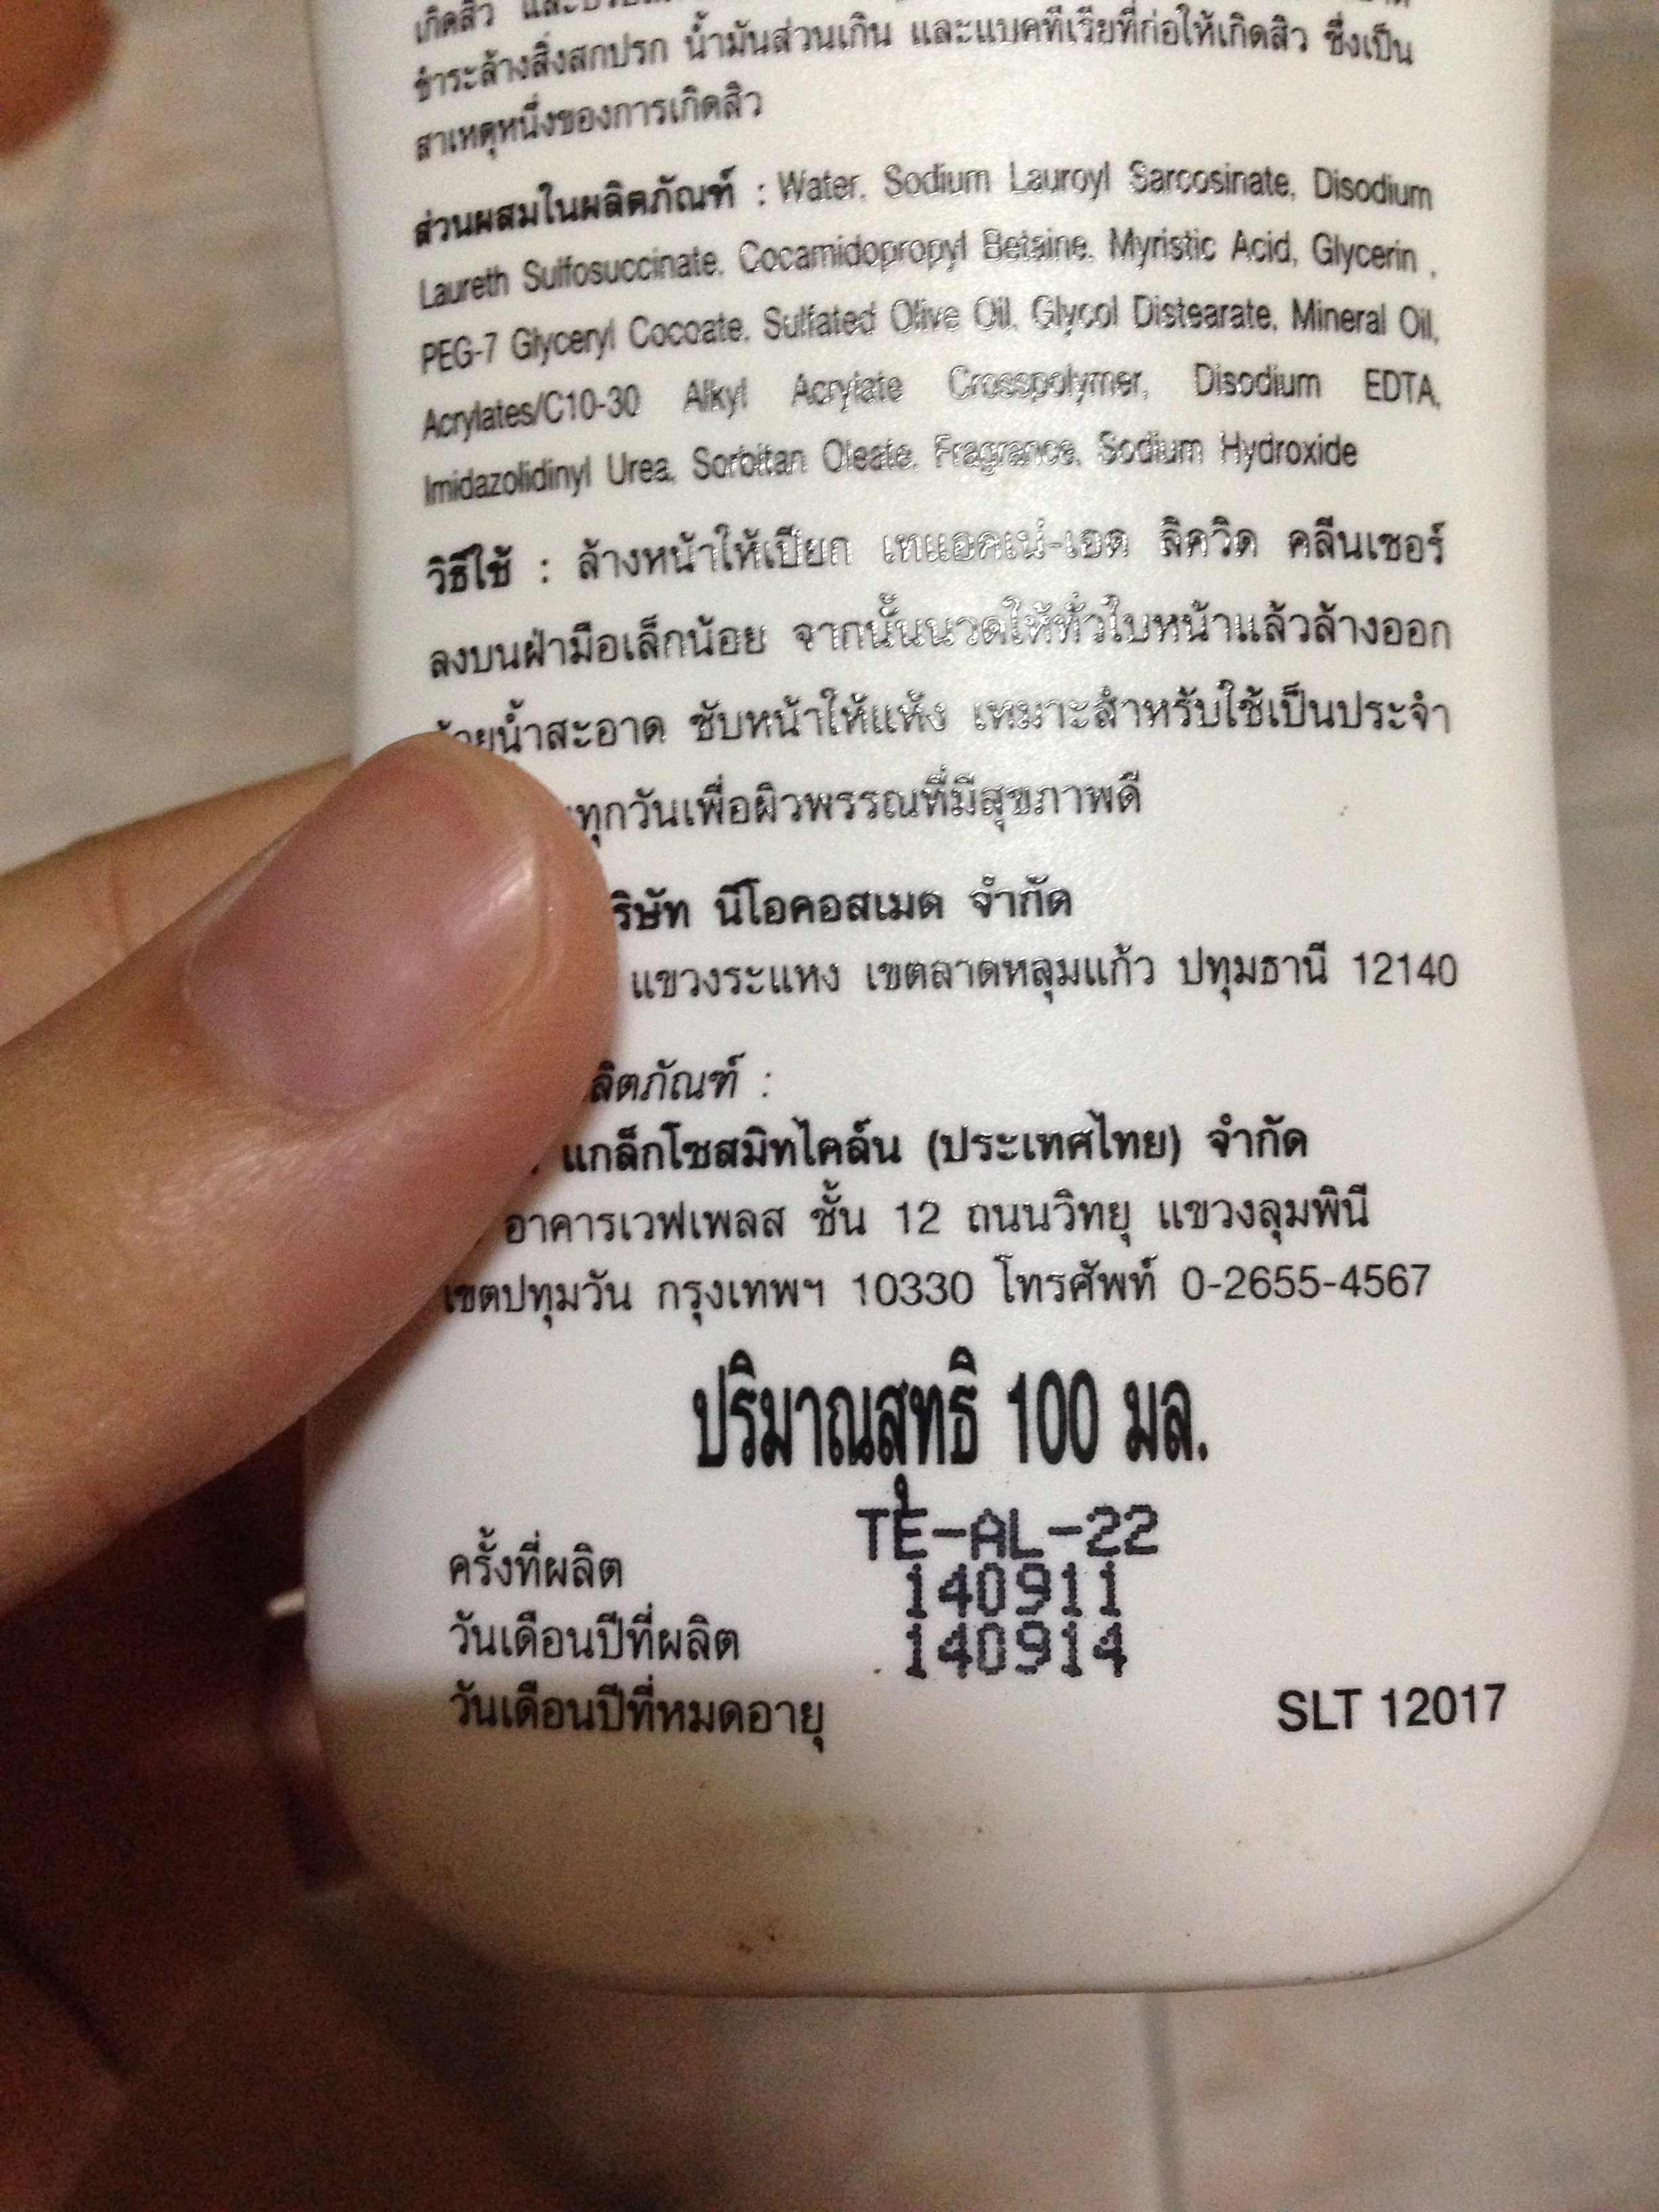 เกิดสิว และ
ชำระล้างสิ่งสกปรก น้ำมันส่วนเกิน และแบคทีเรียที่ก่อให้เกิดสิว ซึ่งเป็น
สาเหตุหนึ่งของการเกิดสิว
ส่วนผสมในผลิตภัณฑ์ : Water, Sodium Lauroyl Sarcosinate, Disodium
Laureth Sulfosuccinate, Cocamidopropyl Betaine, Myristic Acid, Glycerin ,
PEG-7 Glyceryl Cocoate, Sulfated Olive Oil, Glycol Distearate, Mineral Oil,
Acrylates/C10-30 Alkyl Acrylate Crosspolymer, Disodium EDTA,
Imidazolidinyl Urea, Sorbitan Oleate, Fragrance, Sodium Hydroxide
วิธีใช้ : ล้างหน้าให้เปียก เทแอคเน่-เอด ลิควิด คลีนเซอร์
ลงบนฝ่ามือเล็กน้อย จากนั้นนวดให้ทั่วใบหน้าแล้วล้างออก
น้ำสะอาด ซับหน้าให้แห้ง เหมาะสำหรับใช้เป็นประจำ
ทุกวันเพื่อผิวพรรณที่มีสุขภาพดี
ริษัท นีโอคอสเมด จำกัด
แขวงระแหง เขตลาดหลุมแก้ว ปทุมธานี 12140
ลิตภัณฑ์ :
แกล็กโซสมิทไคล์น (ประเทศไทย) จำกัด
อาคารเวฟเพลส ชั้น 12 ถนนวิทยุ แขวงลุมพินี
เขตปทุมวัน กรุงเทพฯ 10330 โทรศัพท์ 0-2655-4567
ปริมาณสุทธิ 100 มล.
ครั้งที่ผลิต TE-AL-22
วันเดือนปีที่ผลิต 140911
วันเดือนปีที่หมดอายุ 140914
SLT 12017